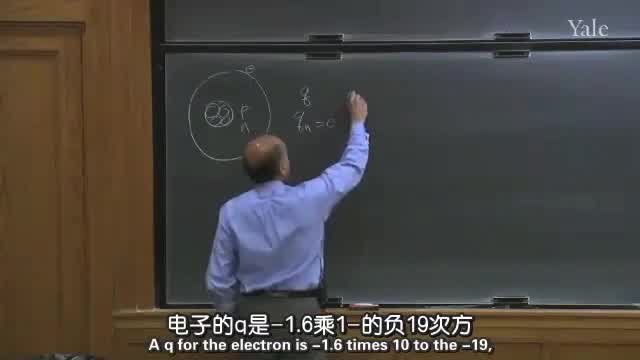 Yale
e
p
n
q
qn = 0
电子的q是-1.6乘1-的负19次方
A q for the electron is -1.6 times 10 to the -19,